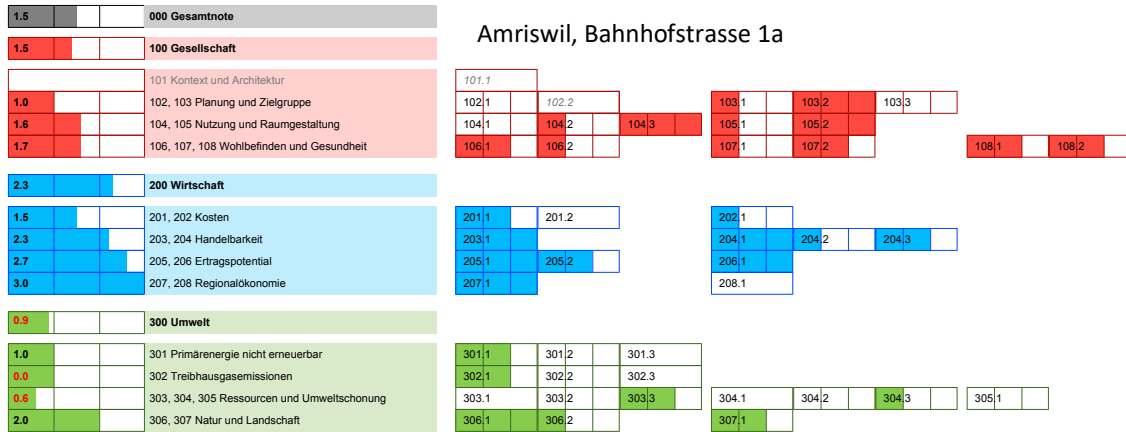 1.5 000 Gesamtnote
Amriswil, Bahnhofstrasse 1a
1.5 100 Gesellschaft
101 Kontext und Architektur 101.1
1.0 102, 103 Planung und Zielgruppe 102.1 102.2 103.1 103.2 103.3
1.6 104, 105 Nutzung und Raumgestaltung 104.1 104.2 104.3 105.1 105.2
1.7 106, 107, 108 Wohlbefinden und Gesundheit 106.1 106.2 107.1 107.2 108.1 108.2
2.3 200 Wirtschaft
1.5 201, 202 Kosten 201.1 201.2 202.1
2.3 203, 204 Handelbarkeit 203.1 204.1 204.2 204.3
2.7 205, 206 Ertragspotential 205.1 205.2 206.1
3.0 207, 208 Regionalökonomie 207.1 208.1
0.9 300 Umwelt
1.0 301 Primärenergie nicht erneuerbar 301.1 301.2 301.3
0.0 302 Treibhausgasemissionen 302.1 302.2 302.3
0.6 303, 304, 305 Ressourcen und Umweltschonung 303.1 303.2 303.3 304.1 304.2 304.3 305.1
2.0 306, 307 Natur und Landschaft 306.1 306.2 307.1